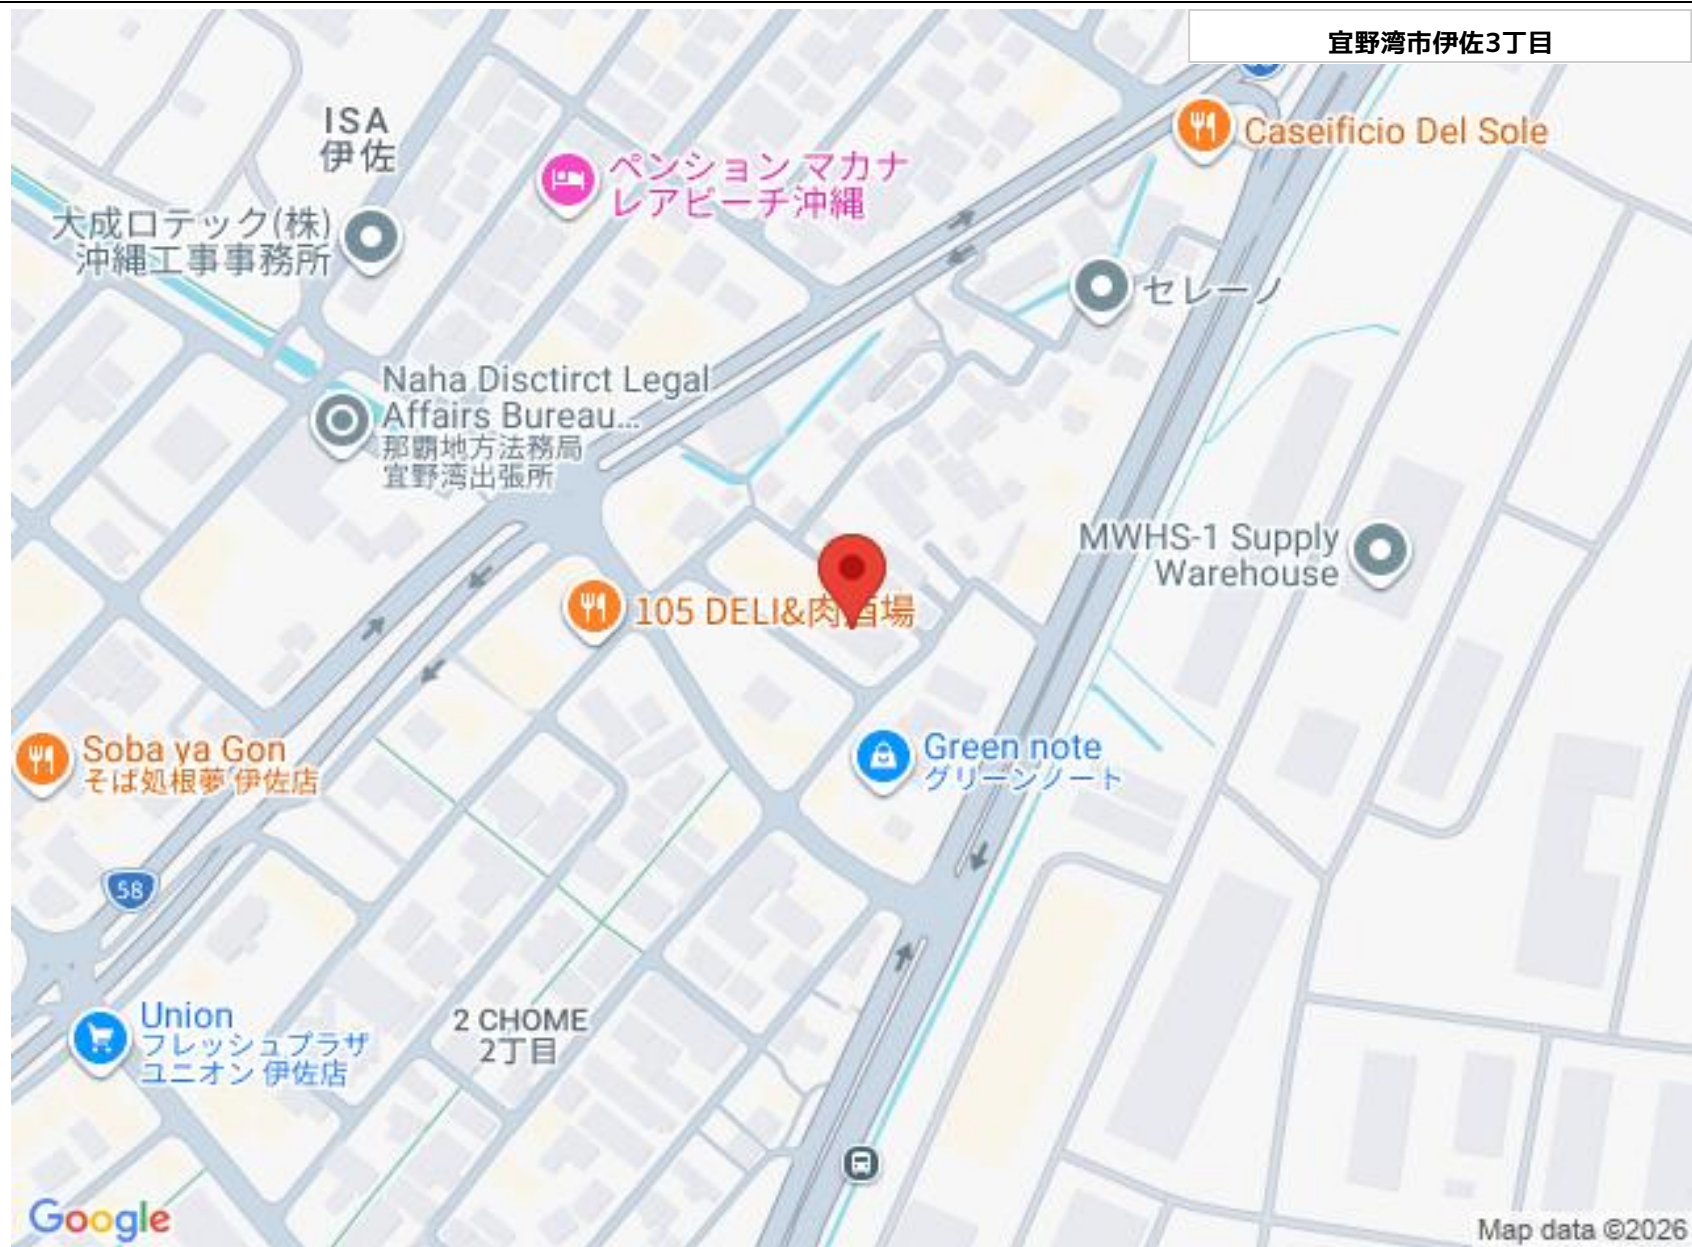 宜野湾市伊佐3丁目
ISA
伊佐
Caseificio Del Sole
ペンション マカナ
レアビーチ沖縄
大成ロテック(株)
沖縄工事事務所
セレーノ
Naha Disctirct Legal
Affairs Bureau...
那覇地方法務局
宜野湾出張所
MWHS-1 Supply
Warehouse
105 DELI&肉酒場
Soba ya Gon
そば処根夢 伊佐店
Green note
グリーンノート
58
Union
フレッシュプラザ
ユニオン 伊佐店
2 CHOME
2丁目
Google
Map data ©2026